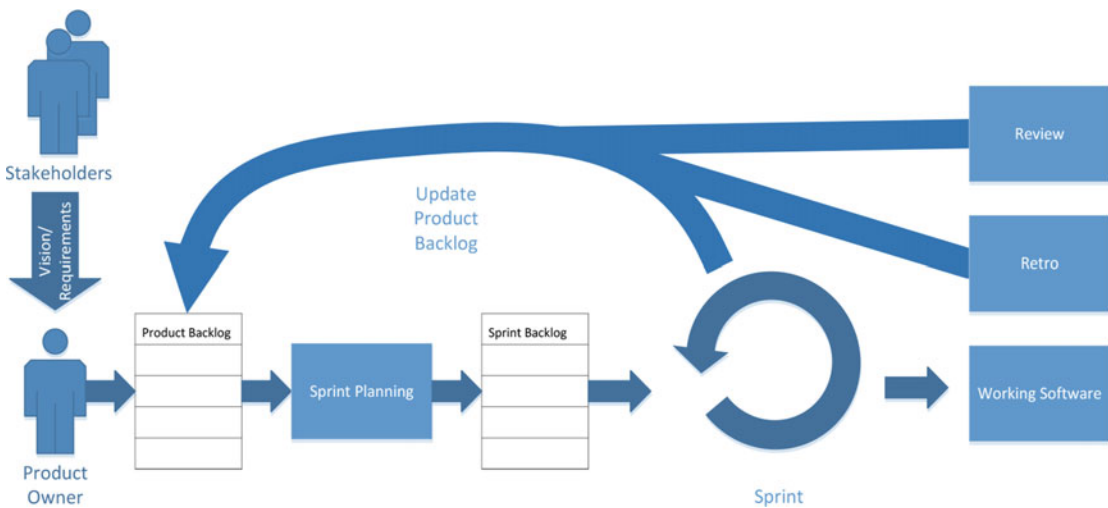 Stakeholders
Vision/
Requirements
Product
Owner
Product Backlog
Sprint Planning
Sprint Backlog
Update
Product
Backlog
Sprint
Review
Retro
Working Software